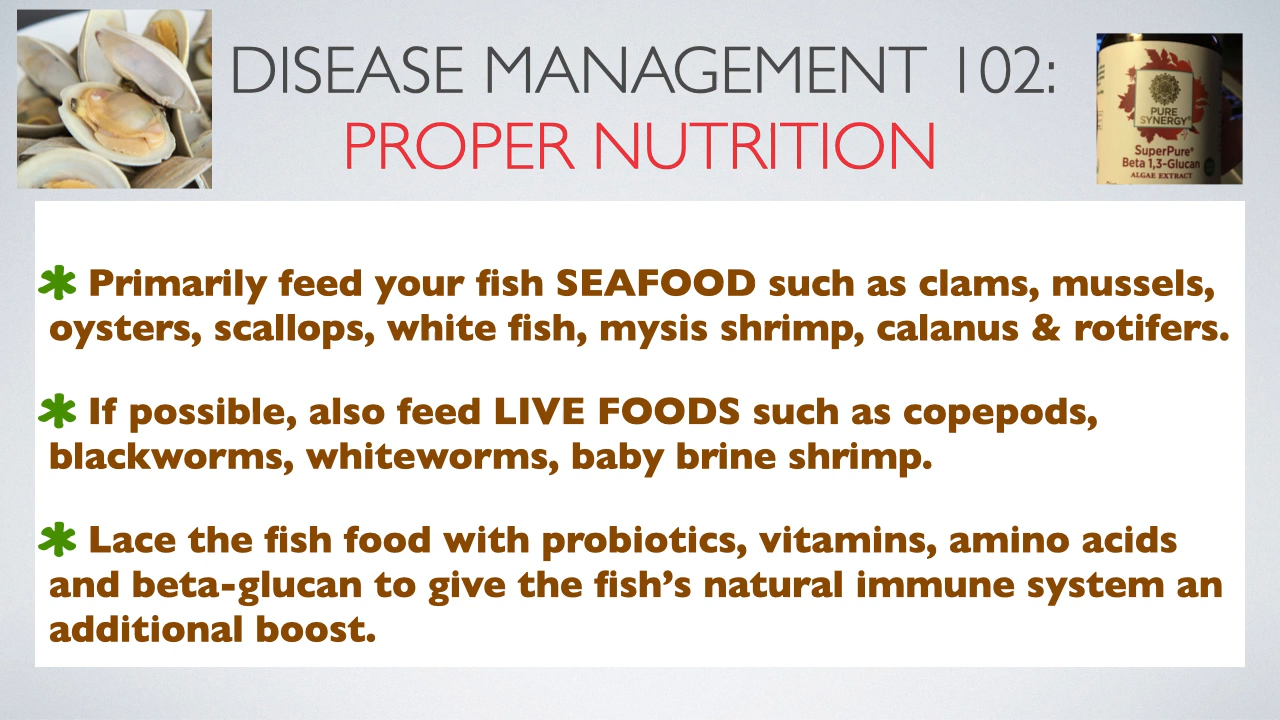 DISEASE MANAGEMENT 102:
PROPER NUTRITION
PURE
SYNERGY®
SuperPure®
Beta 1,3-Glucan
ALGAE EXTRACT
✱ Primarily feed your fish SEAFOOD such as clams, mussels,
oysters, scallops, white fish, mysis shrimp, calanus & rotifers.
✱ If possible, also feed LIVE FOODS such as copepods,
blackworms, whiteworms, baby brine shrimp.
✱ Lace the fish food with probiotics, vitamins, amino acids
and beta-glucan to give the fish’s natural immune system an
additional boost.